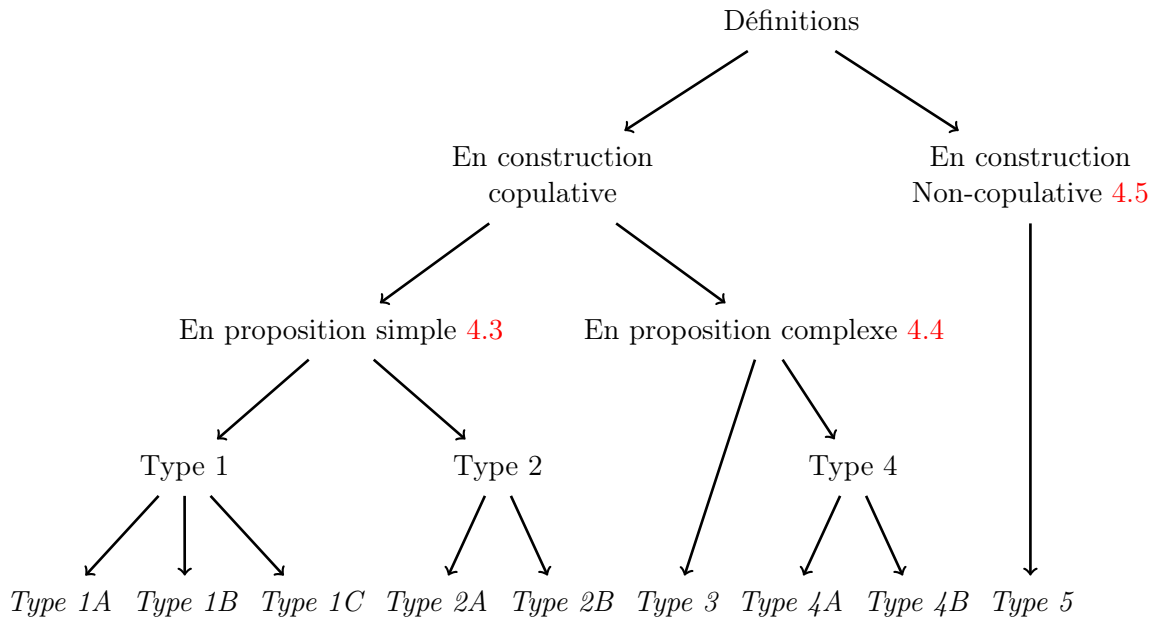 Définitions
En construction
copulative
En construction
Non-copulative 4.5
En proposition simple 4.3
En proposition complexe 4.4
Type 1
Type 2
Type 4
Type 1A
Type 1B
Type 1C
Type 2A
Type 2B
Type 3
Type 4A
Type 4B
Type 5